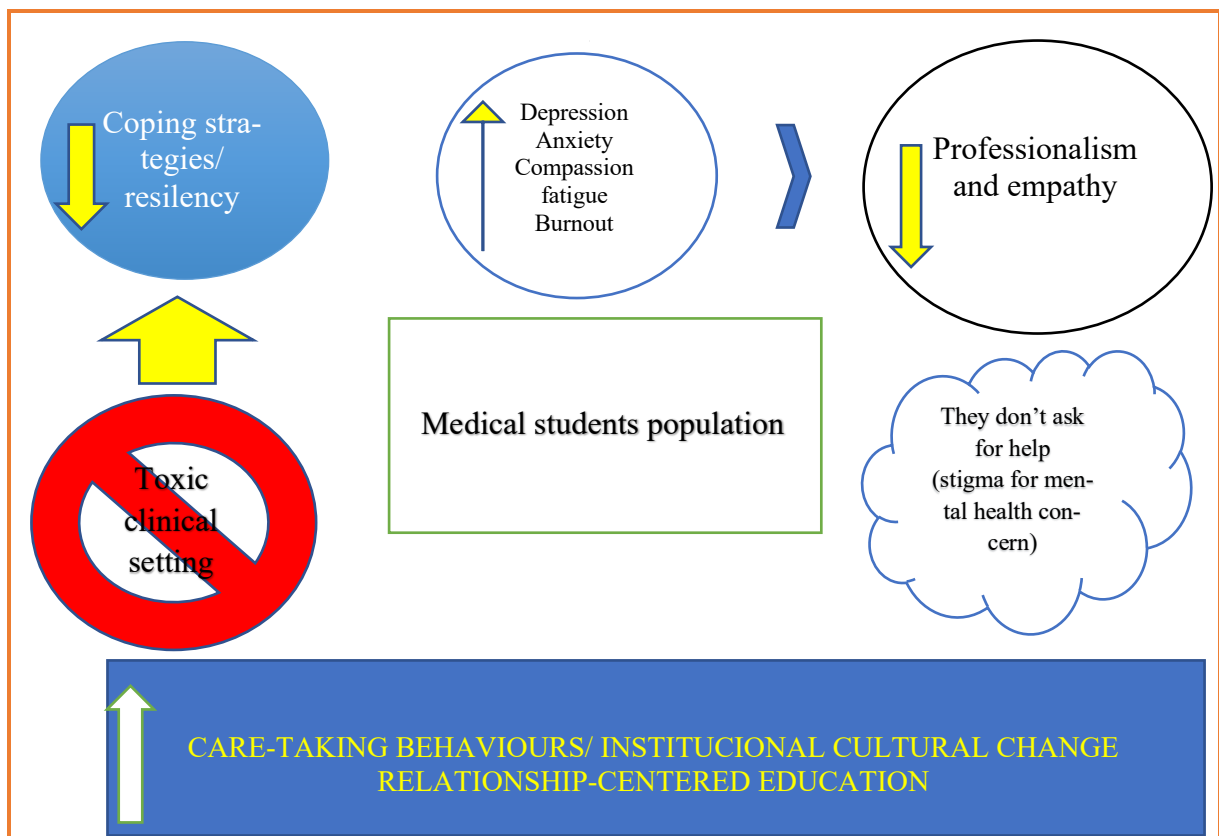 Coping stra-
tegies/
resilency
Depression
Anxiety
Compassion
fatigue
Burnout
Professionalism
and empathy
Toxic
clinical
setting
Medical students population
They don’t ask
for help
(stigma for men-
tal health con-
cern)
CARE-TAKING BEHAVIOURS/ INSTITUCIONAL CULTURAL CHANGE
RELATIONSHIP-CENTERED EDUCATION